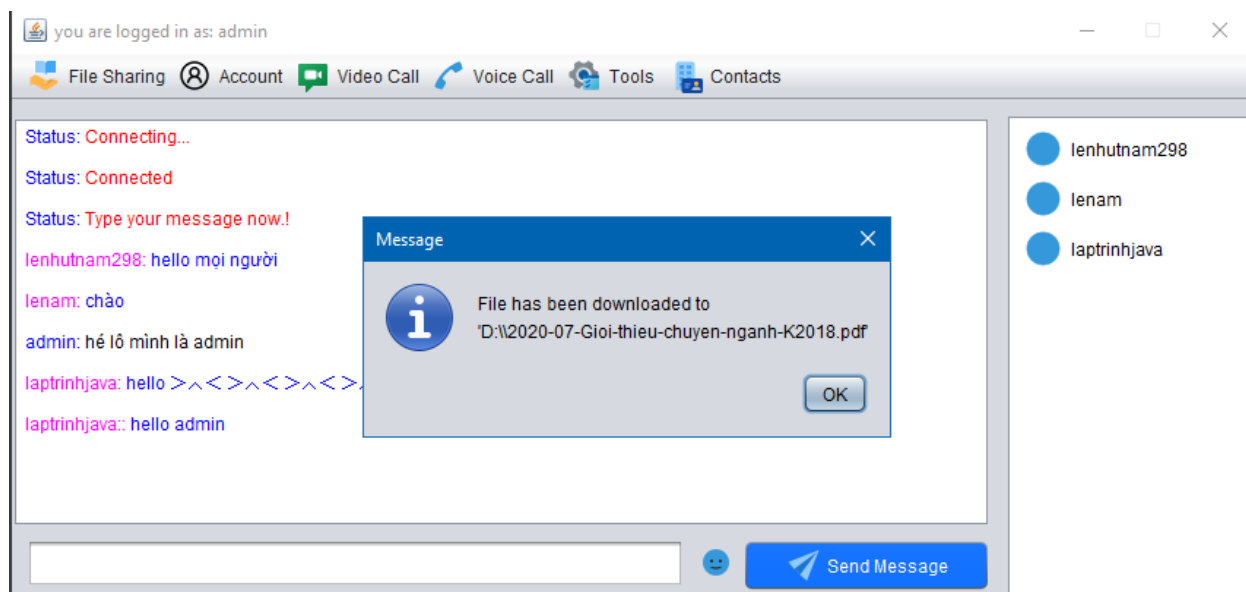 you are logged in as: admin
File Sharing Account Video Call Voice Call Tools Contacts
Status: Connecting...
Status: Connected
Status: Type your message now.!
lenhutnam298: hello mọi người
lenam: chào
admin: hé lô mình là admin
laptrinhjava: hello >^< >^< >^< >
laptrinhjava:: hello admin
Message
File has been downloaded to
'D:\\2020-07-Gioi-thieu-chuyen-nganh-K2018.pdf'
OK
lenhutnam298
lenam
laptrinhjava
Send Message